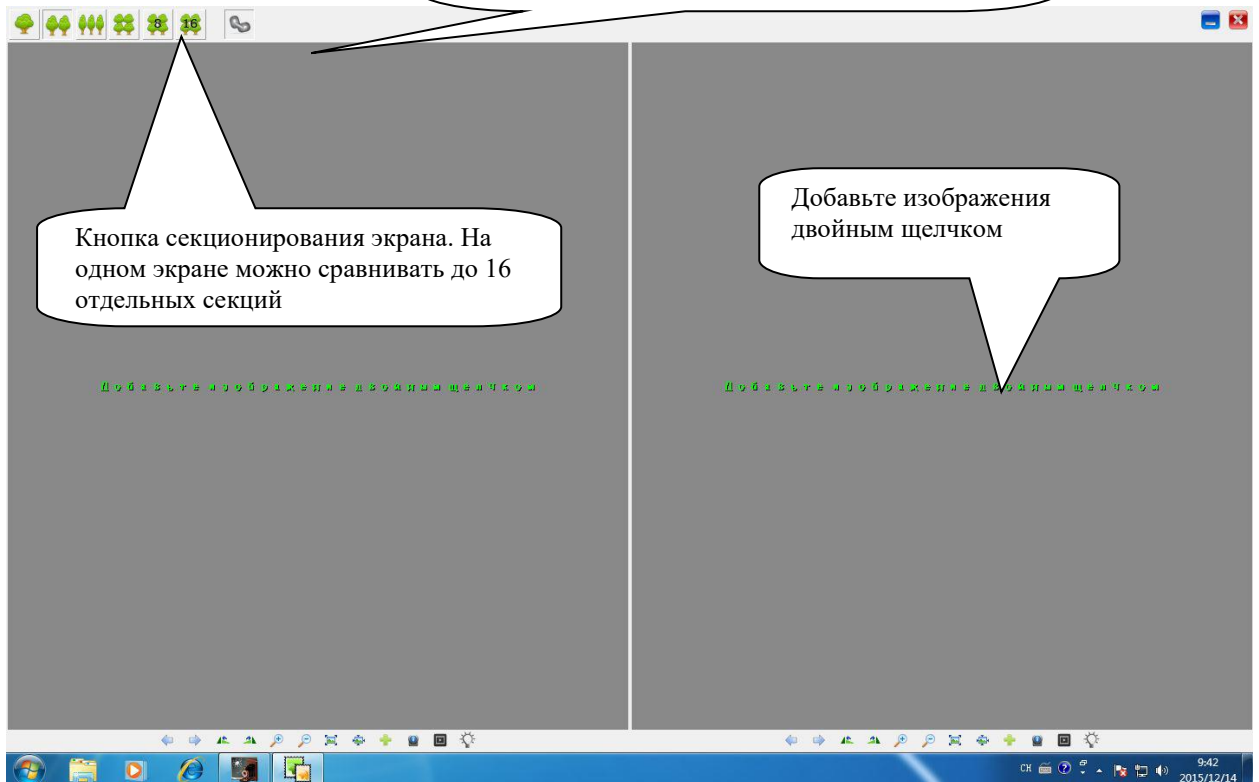 8 16
Кнопка секционирования экрана. На
одном экране можно сравнивать до 16
отдельных секций
Добавьте изображения
двойным щелчком
Добавьте изображение двойным щелчком
Добавьте изображение двойным щелчком
CH
9:42
2015/12/14